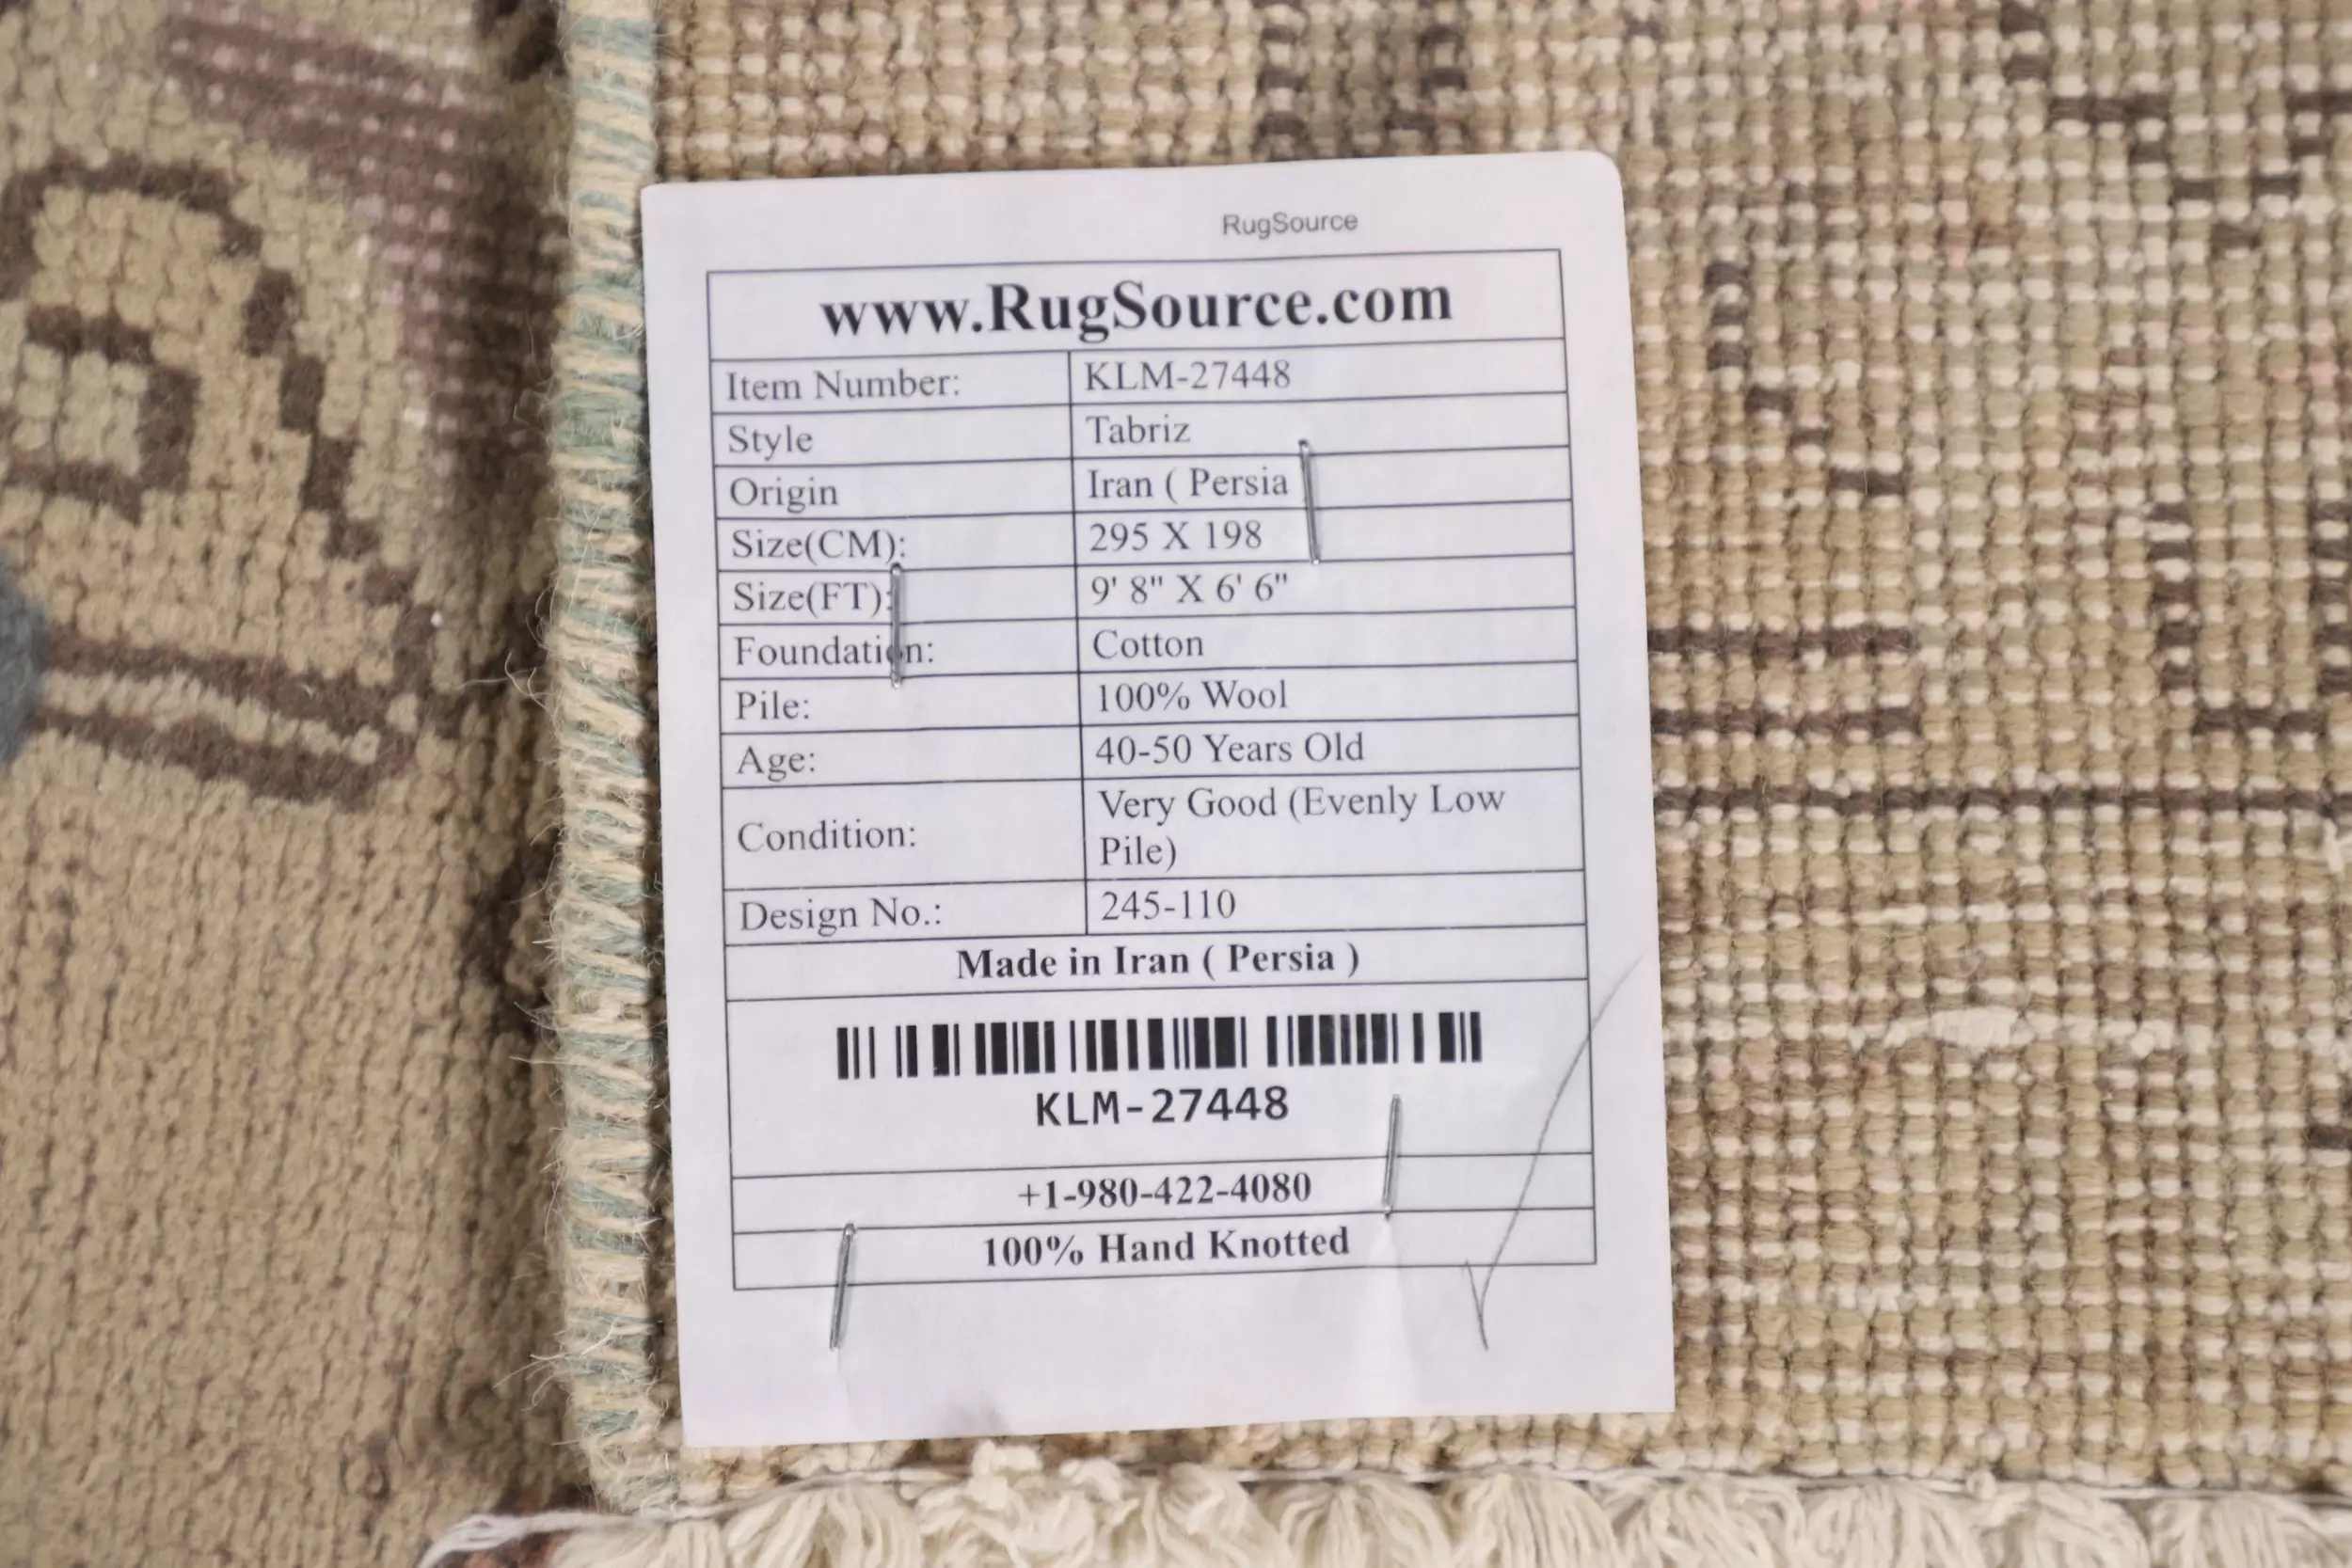 RugSource
www.RugSource.com
Item Number: KLM-27448
Style Tabriz
Origin Iran ( Persia
Size(CM): 295 X 198
Size(FT): 9' 8" X 6' 6"
Foundation: Cotton
Pile: 100% Wool
Age: 40-50 Years Old
Condition: Very Good (Evenly Low
Pile)
Design No.: 245-110
Made in Iran ( Persia )
KLM-27448
+1-980-422-4080
100% Hand Knotted